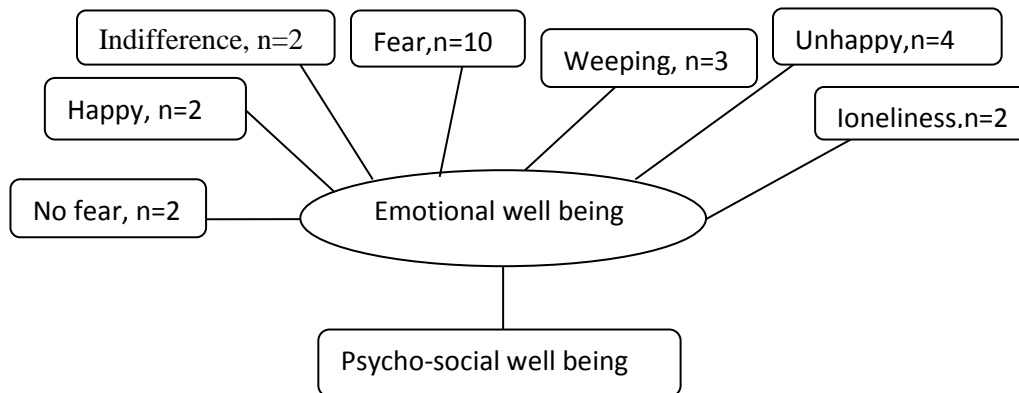 Indifference, n=2
Fear,n=10
Weeping, n=3
Unhappy,n=4
Happy, n=2
loneliness,n=2
No fear, n=2
Emotional well being
Psycho-social well being